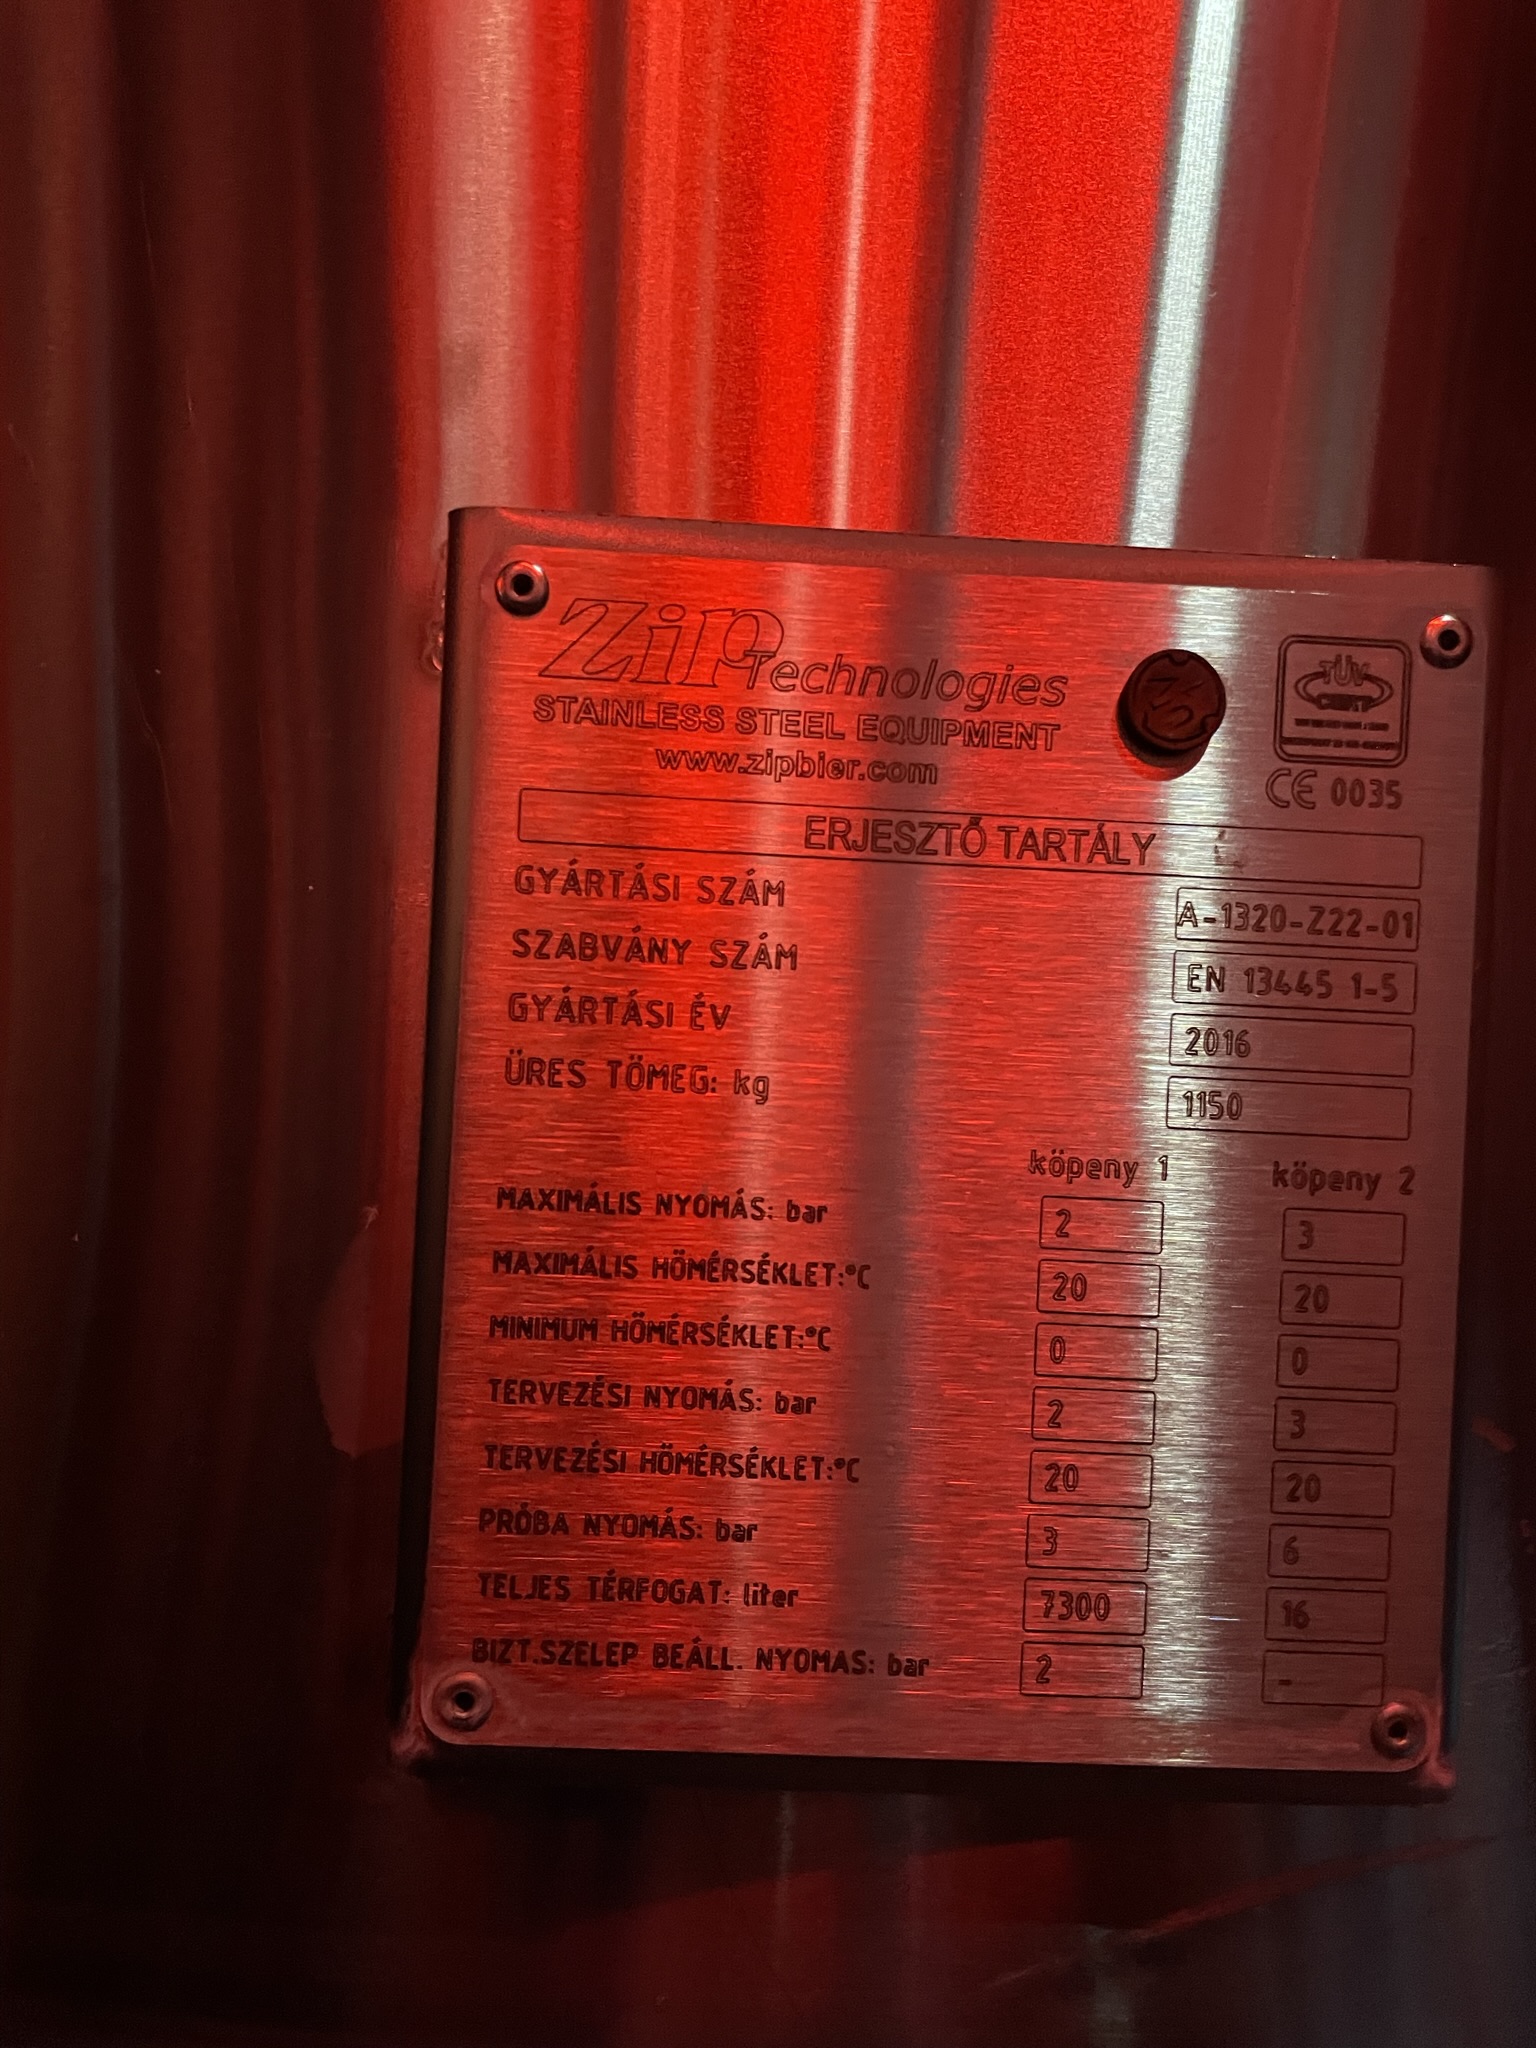 Zip Technologies
STAINLESS STEEL EQUIPMENT
www.zipbier.com
TÜV
CERT
CE 0035
ERJESZTŐ TARTÁLY
GYÁRTÁSI SZÁM A-1320-Z22-01
SZABVÁNY SZÁM EN 13445 1-5
GYÁRTÁSI ÉV 2016
ÜRES TÖMEG: kg 1150
köpeny 1 köpeny 2
MAXIMÁLIS NYOMÁS: bar 2 3
MAXIMÁLIS HÖMÉRSÉKLET:°C 20 20
MINIMUM HÖMÉRSÉKLET:°C 0 0
TERVEZÉSI NYOMÁS: bar 2 3
TERVEZÉSI HÖMÉRSÉKLET:°C 20 20
PRÓBA NYOMÁS: bar 3 6
TELJES TÉRFOGAT: liter 7300 16
BIZT.SZELEP BEÁLL. NYOMAS: bar 2 -